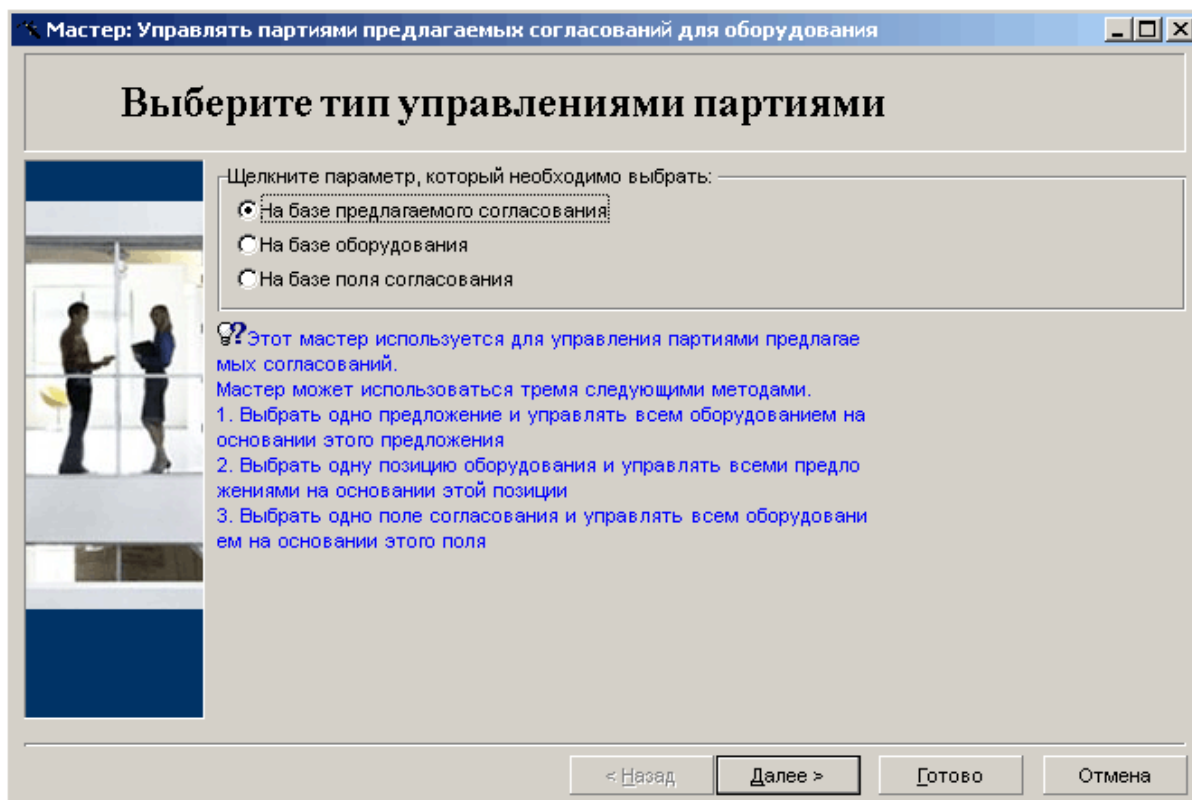 Мастер: Управлять партиями предлагаемых согласований для оборудования
Выберите тип управлениями партиями
Щелкните параметр, который необходимо выбрать:
На базе предлагаемого согласования
На базе оборудования
На базе поля согласования
Этот мастер используется для управления партиями предлагае
мых согласований.
Мастер может использоваться тремя следующими методами.
1. Выбрать одно предложение и управлять всем оборудованием на
основании этого предложения
2. Выбрать одну позицию оборудования и управлять всеми предло
жениями на основании этой позиции
3. Выбрать одно поле согласования и управлять всем оборудовани
ем на основании этого поля
< Назад
Далее >
Готово
Отмена